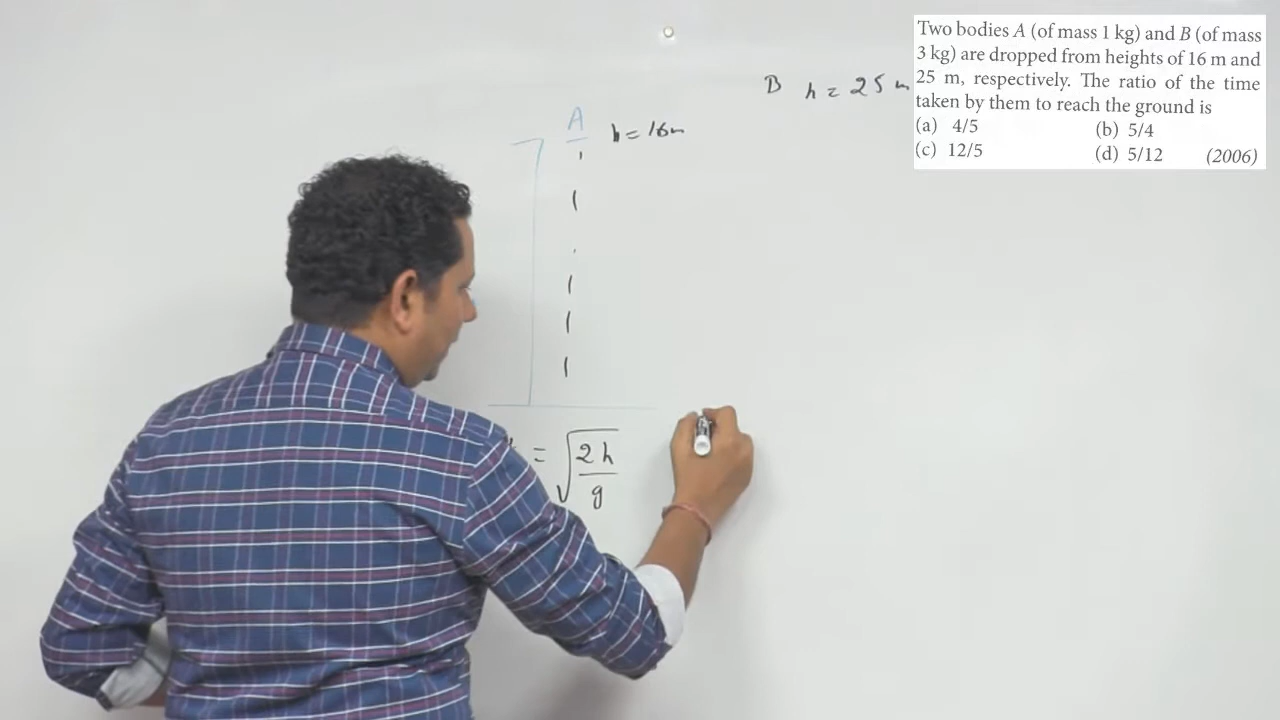 Two bodies A (of mass 1 kg) and B (of mass
3 kg) are dropped from heights of 16 m and
25 m, respectively. The ratio of the time
taken by them to reach the ground is
(a) 4/5 (b) 5/4
(c) 12/5 (d) 5/12 (2006)
B h = 25 m
A h = 16m
= √2h/g